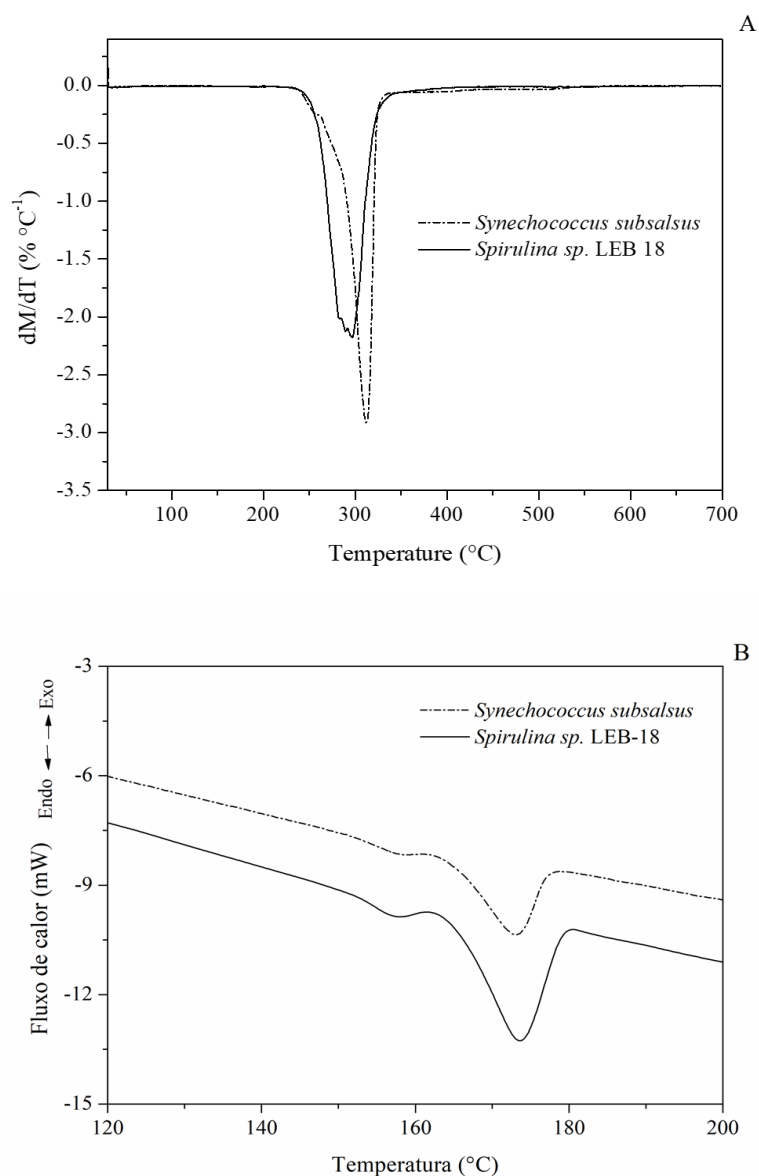 A
0.0
-0.5
-1.0
-1.5
-2.0
-2.5
-3.0
-3.5
dM/dT (% °C⁻¹)
Synechococcus subsalsus
Spirulina sp. LEB 18
100 200 300 400 500 600 700
Temperature (°C)
B
-3
-6
-9
-12
-15
Endo Exo
Fluxo de calor (mW)
Synechococcus subsalsus
Spirulina sp. LEB-18
120 140 160 180 200
Temperatura (°C)